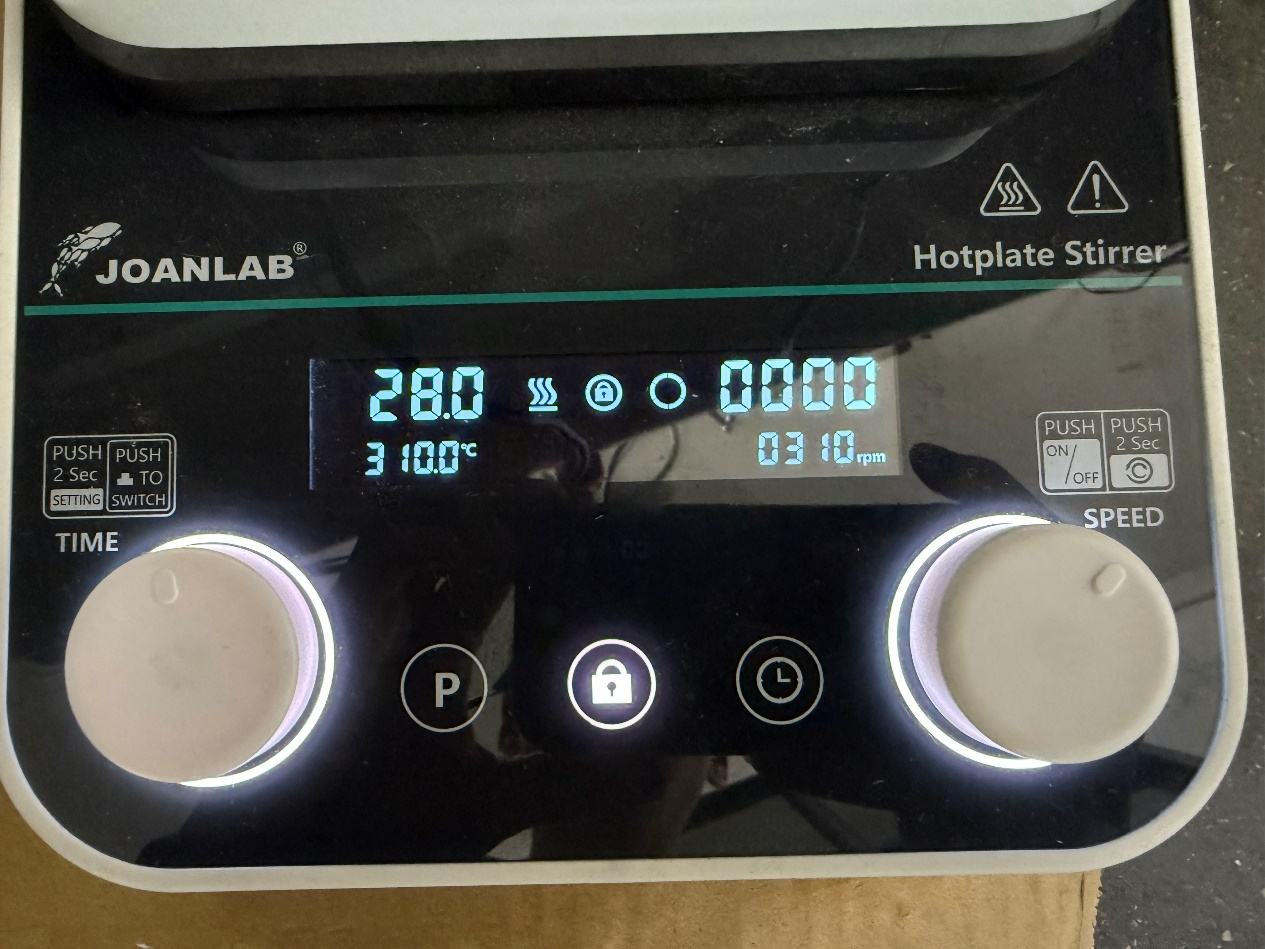 JOANLAB®
Hotplate Stirrer
28.0 0000
310.0°C 0310rpm
PUSH
2 Sec
SETTING
PUSH
TO
SWITCH
TIME
PUSH
ON/OFF
PUSH
2 Sec
SPEED
P